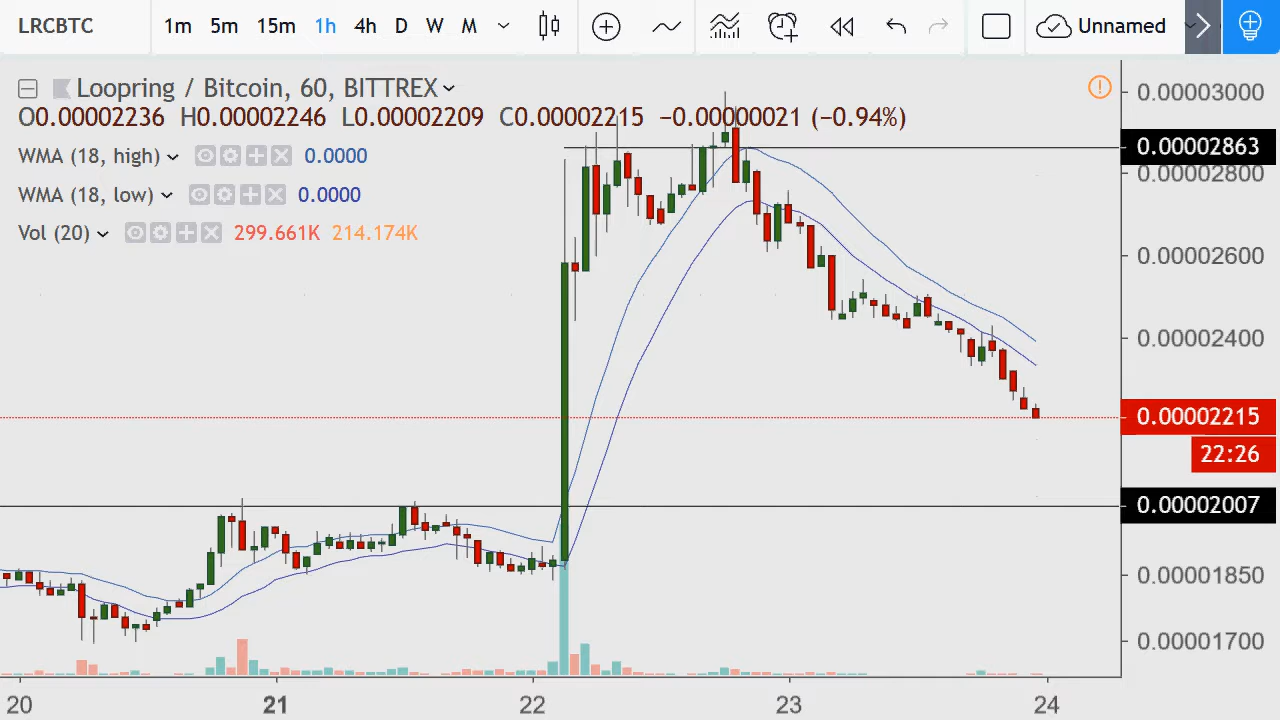 LRCBTC 1m 5m 15m 1h 4h D W M Unnamed
Loopring / Bitcoin, 60, BITTREX
O0.00002236 H0.00002246 L0.00002209 C0.00002215 −0.00000021 (−0.94%)
WMA (18, high) 0.0000
WMA (18, low) 0.0000
Vol (20) 299.661K 214.174K
0.00003000
0.00002863
0.00002800
0.00002600
0.00002400
0.00002215
22:26
0.00002007
0.00001850
0.00001700
20 21 22 23 24